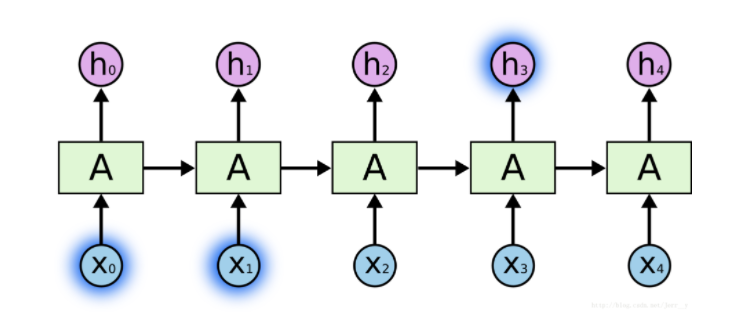 h₀ h₁ h₂ h₃ h₄
A A A A A
x₀ x₁ x₂ x₃ x₄